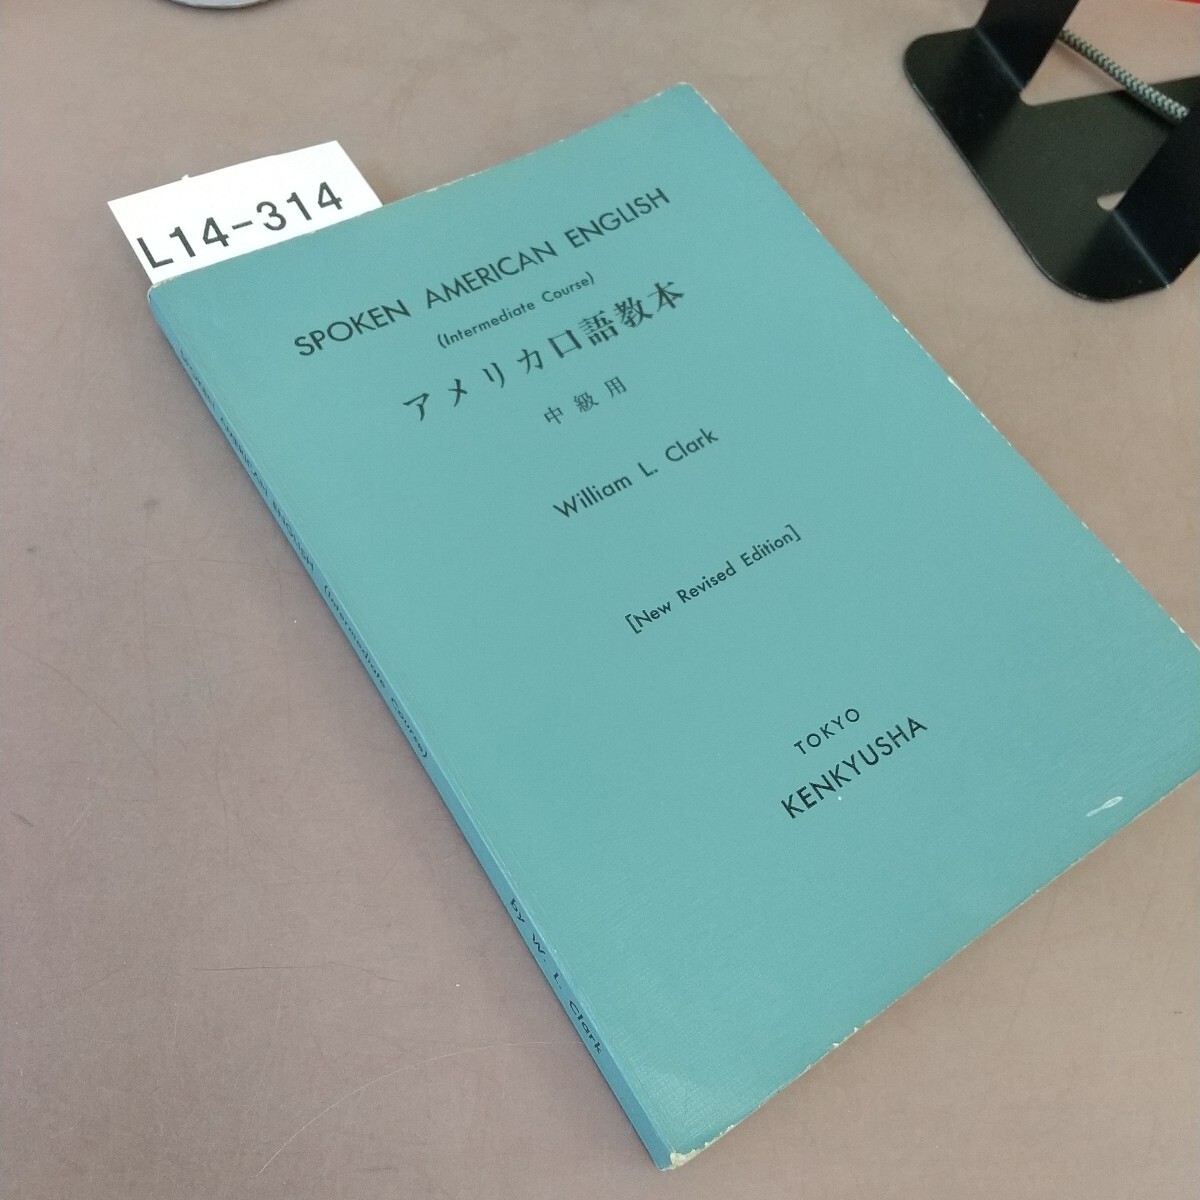 L14-314
SPOKEN AMERICAN ENGLISH
(Intermediate Course)
アメリカ口語教本
中級用
William L. Clark
[New Revised Edition]
TOKYO
KENKYUSHA
SPOKEN AMERICAN ENGLISH (Intermediate Course) by W. L. Clark